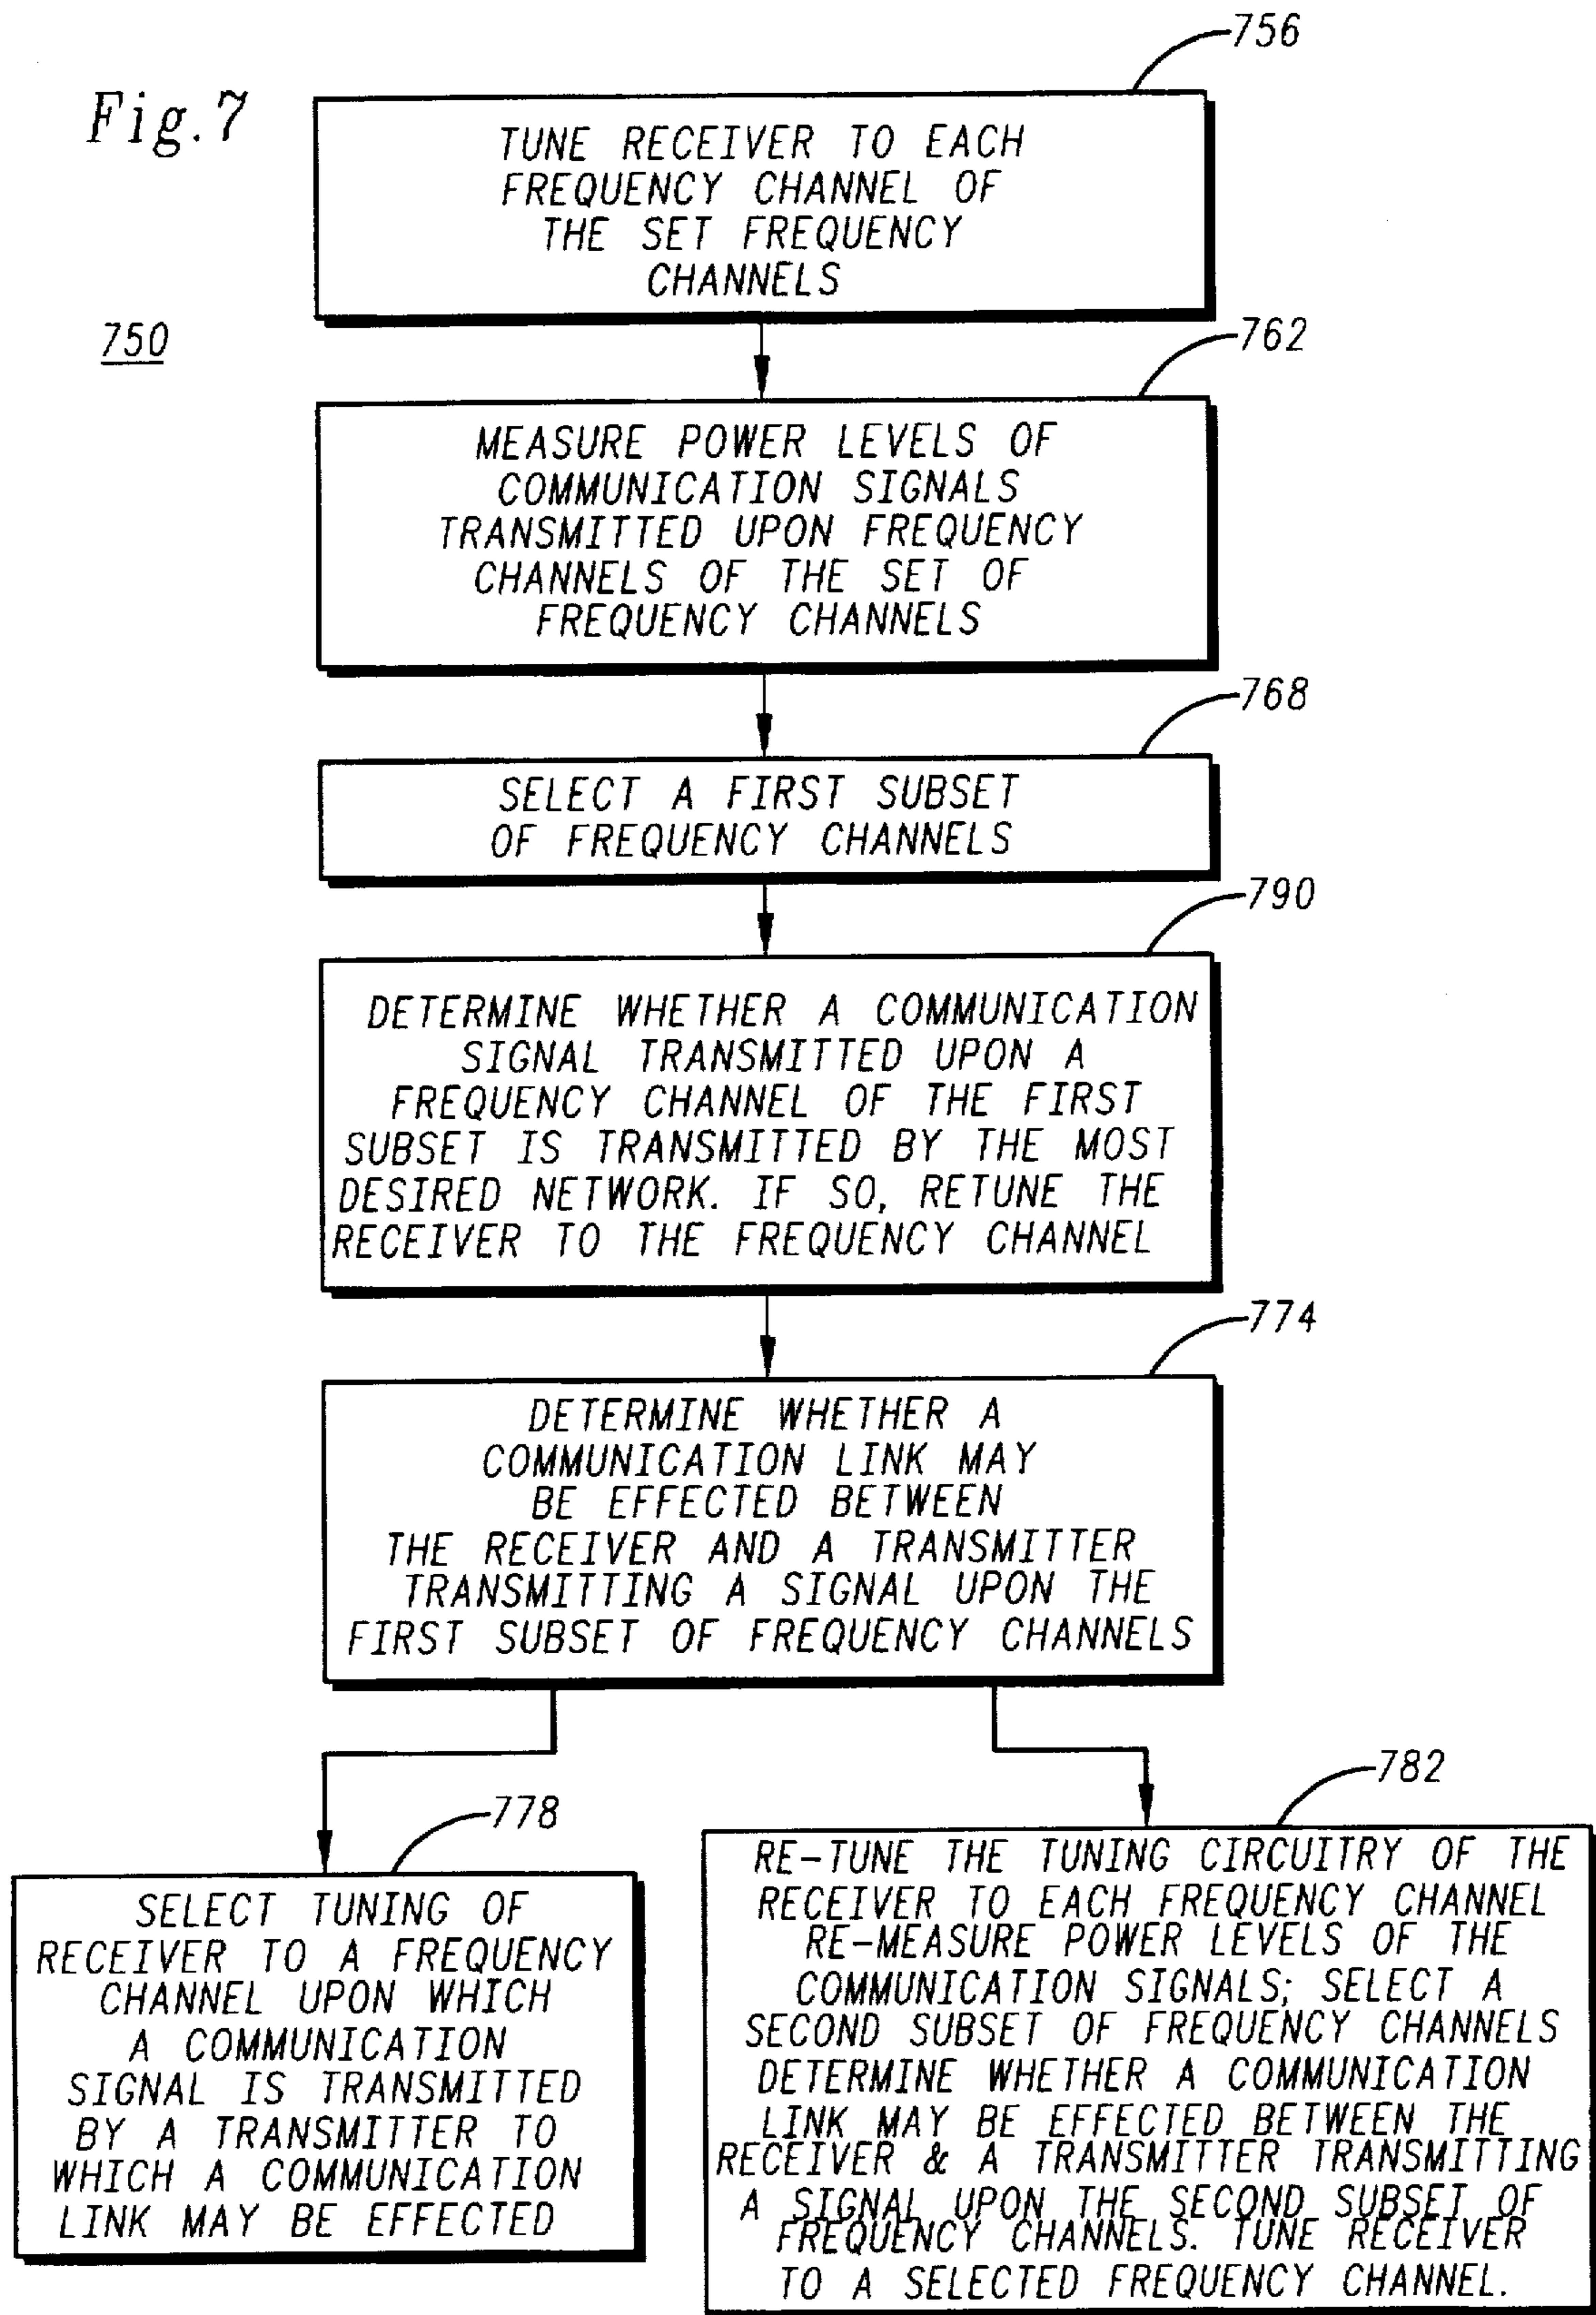 Fig.7
750
756
TUNE RECEIVER TO EACH
FREQUENCY CHANNEL OF
THE SET FREQUENCY
CHANNELS
762
MEASURE POWER LEVELS OF
COMMUNICATION SIGNALS
TRANSMITTED UPON FREQUENCY
CHANNELS OF THE SET OF
FREQUENCY CHANNELS
768
SELECT A FIRST SUBSET
OF FREQUENCY CHANNELS
790
DETERMINE WHETHER A COMMUNICATION
SIGNAL TRANSMITTED UPON A
FREQUENCY CHANNEL OF THE FIRST
SUBSET IS TRANSMITTED BY THE MOST
DESIRED NETWORK. IF SO, RETUNE THE
RECEIVER TO THE FREQUENCY CHANNEL
774
DETERMINE WHETHER A
COMMUNICATION LINK MAY
BE EFFECTED BETWEEN
THE RECEIVER AND A TRANSMITTER
TRANSMITTING A SIGNAL UPON THE
FIRST SUBSET OF FREQUENCY CHANNELS
778
SELECT TUNING OF
RECEIVER TO A FREQUENCY
CHANNEL UPON WHICH
A COMMUNICATION
SIGNAL IS TRANSMITTED
BY A TRANSMITTER TO
WHICH A COMMUNICATION
LINK MAY BE EFFECTED
782
RE-TUNE THE TUNING CIRCUITRY OF THE
RECEIVER TO EACH FREQUENCY CHANNEL
RE-MEASURE POWER LEVELS OF THE
COMMUNICATION SIGNALS; SELECT A
SECOND SUBSET OF FREQUENCY CHANNELS
DETERMINE WHETHER A COMMUNICATION
LINK MAY BE EFFECTED BETWEEN THE
RECEIVER & A TRANSMITTER TRANSMITTING
A SIGNAL UPON THE SECOND SUBSET OF
FREQUENCY CHANNELS. TUNE RECEIVER
TO A SELECTED FREQUENCY CHANNEL.